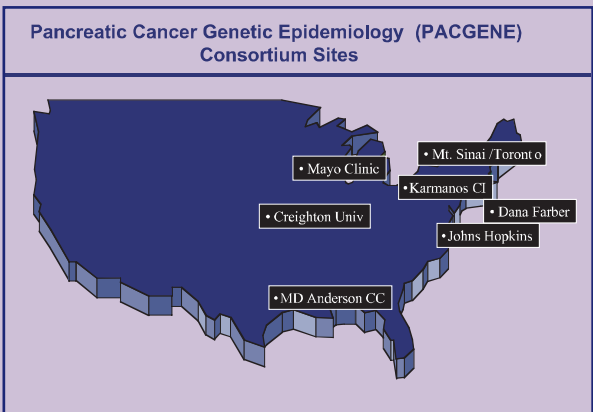 Pancreatic Cancer Genetic Epidemiology (PACGENE)
Consortium Sites
• Mt. Sinai /Toronto
• Mayo Clinic
•Karmanos CI
• Dana Farber
• Creighton Univ
•Johns Hopkins
•MD Anderson CC